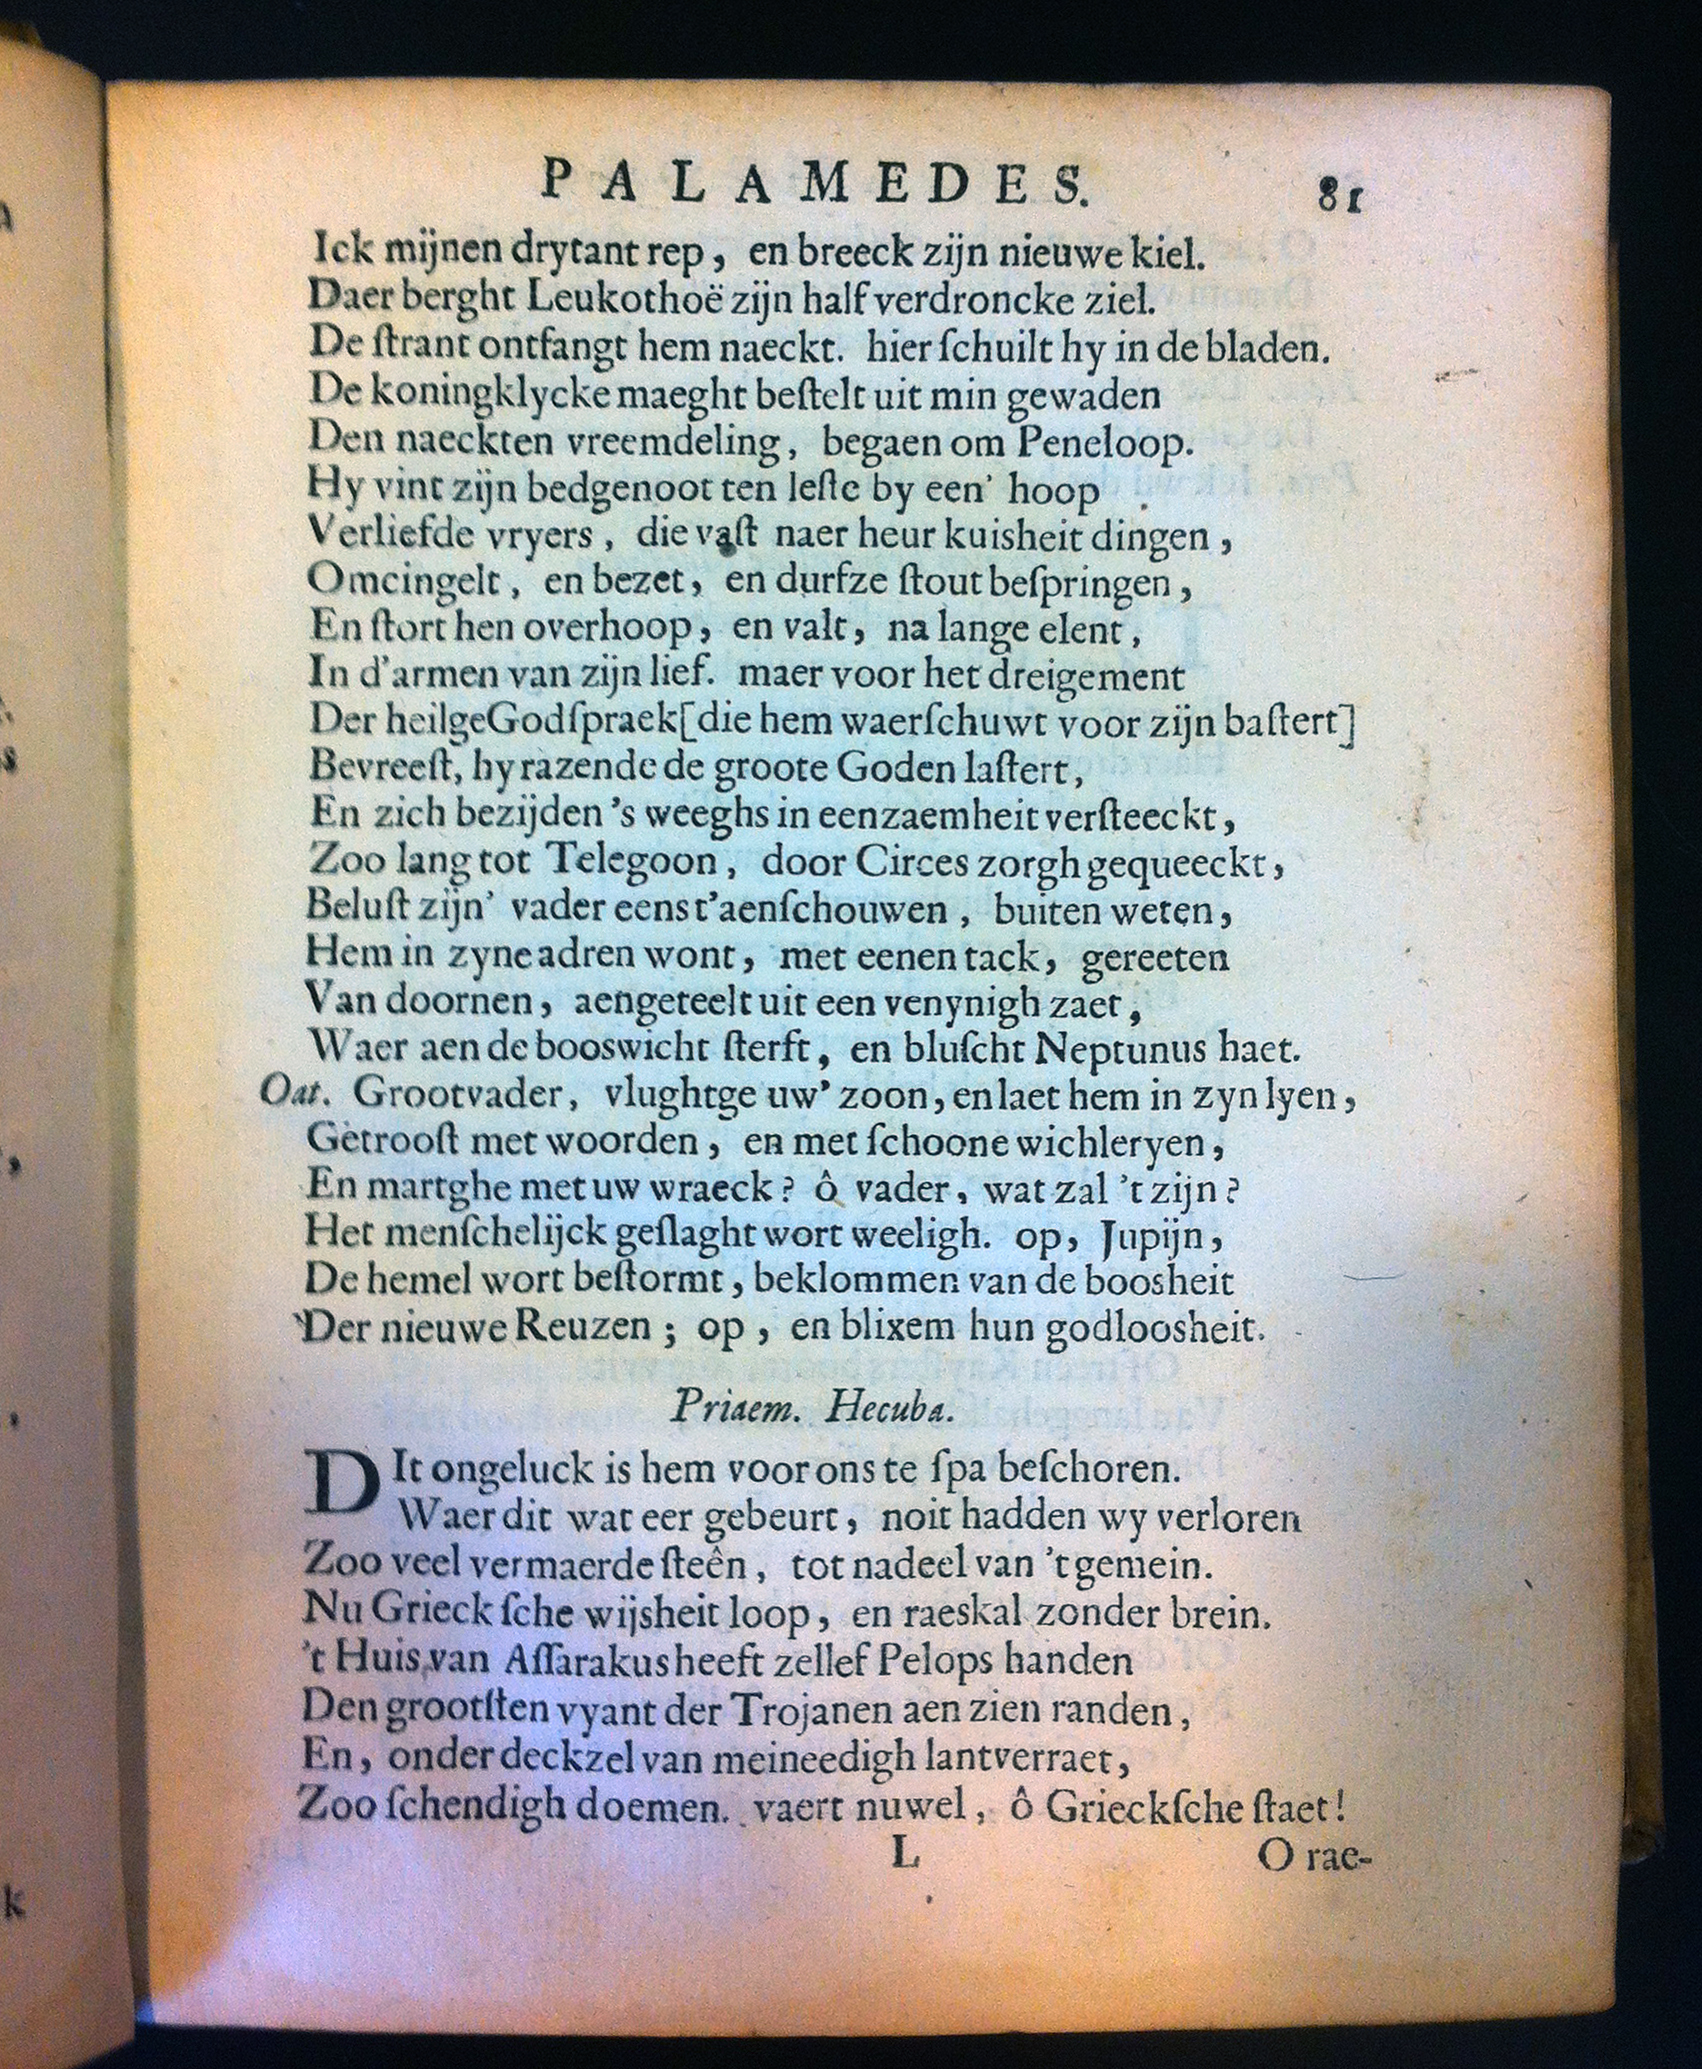 PALAMEDES. 81
Ick mijnen drytant rep, en breeck zijn nieuwe kiel.
Daer berght Leukothoë zijn half verdroncke ziel.
De ſtrant ontfangt hem naeckt. hier ſchuilt hy in de bladen.
De koningklycke maeght beſtelt uit min gewaden
Den naeckten vreemdeling, begaen om Peneloop.
Hy vint zijn bedgenoot ten leſte by een' hoop
Verliefde vryers, die vaſt naer heur kuisheit dingen,
Omcingelt, en bezet, en durfze ſtout beſpringen,
En ſtort hen overhoop, en valt, na lange elent,
In d'armen van zijn lief. maer voor het dreigement
Der heilge Godſpraek [die hem waerſchuwt voor zijn baſtert]
Bevreeſt, hy razende de groote Goden laſtert,
En zich bezijden 's weeghs in eenzaemheit verſteeckt,
Zoo lang tot Telegoon, door Circes zorgh gequeeckt,
Beluſt zijn' vader eens t'aenſchouwen, buiten weten,
Hem in zyne adren wont, met eenen tack, gereeten
Van doornen, aengeteelt uit een venynigh zaet,
Waer aen de booswicht ſterft, en bluſcht Neptunus haet.
Oat. Grootvader, vlughtge uw' zoon, en laet hem in zyn lyen,
Getrooſt met woorden, en met ſchoone wichleryen,
En martghe met uw wraeck? ô vader, wat zal 't zijn?
Het menſchelijck geſlaght wort weeligh. op, Jupijn,
De hemel wort beſtormt, beklommen van de boosheit
Der nieuwe Reuzen; op, en blixem hun godloosheit.
Priaem. Hecuba.
DIt ongeluck is hem voor ons te ſpa beſchoren.
Waer dit wat eer gebeurt, noit hadden wy verloren
Zoo veel vermaerde ſteên, tot nadeel van 't gemein.
Nu Grieckſche wijsheit loop, en raeskal zonder brein.
't Huis van Aſſarakus heeft zellef Pelops handen
Den grootſten vyant der Trojanen aen zien randen,
En, onder deckzel van meineedigh lantverraet,
Zoo ſchendigh doemen. vaert nu wel, ô Grieckſche ſtaet!
L O rae-